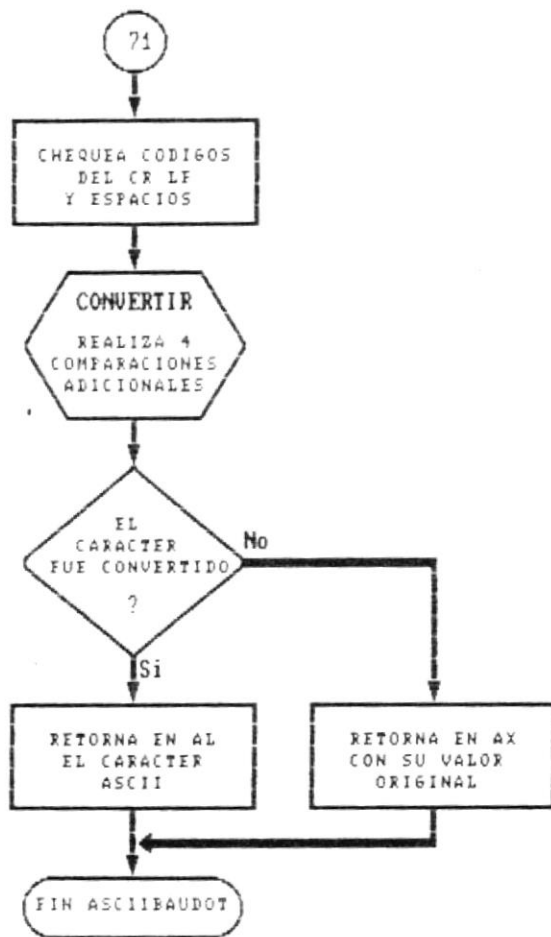 71
CHEQUEA CODIGOS
DEL CR LF
Y ESPACIOS
CONVERTIR
REALIZA 4
COMPARACIONES
ADICIONALES
EL
CARACTER
FUE CONVERTIDO
?
No
Si
RETORNA EN AL
EL CARACTER
ASCII
RETORNA EN AX
CON SU VALOR
ORIGINAL
FIN ASCIIBAUDOT